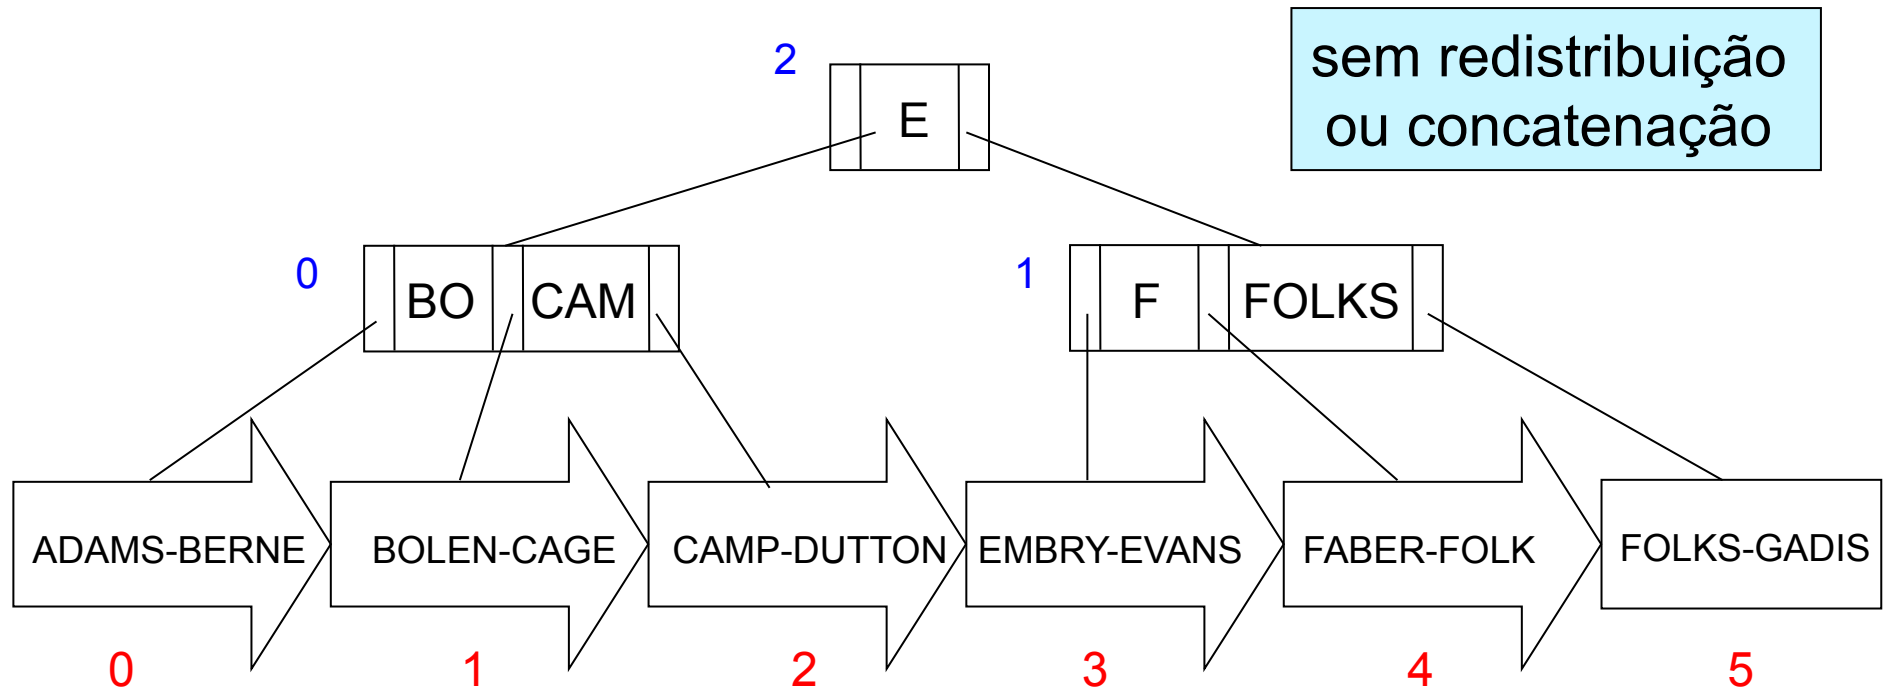 sem redistribuição
ou concatenação
2
E
0
BO CAM
1
F FOLKS
ADAMS-BERNE BOLEN-CAGE CAMP-DUTTON EMBRY-EVANS FABER-FOLK FOLKS-GADIS
0 1 2 3 4 5